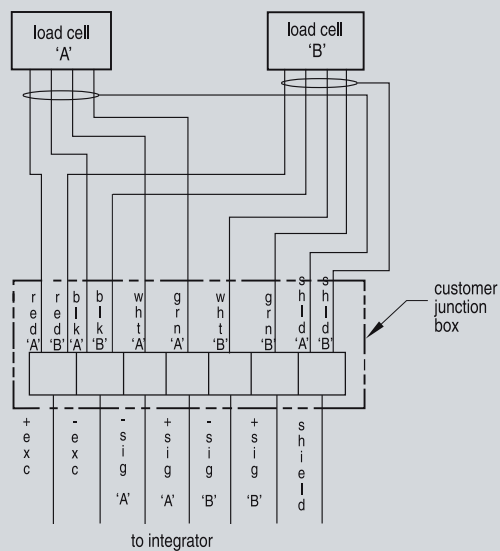 load cell
'A'
load cell
'B'
red 'A'
red 'B'
blk 'A'
blk 'B'
wht 'A'
grn 'A'
wht 'B'
grn 'B'
shld 'A'
shld 'B'
customer
junction
box
+exc
-exc
-sig 'A'
+sig 'A'
-sig 'B'
+sig 'B'
shield
to integrator